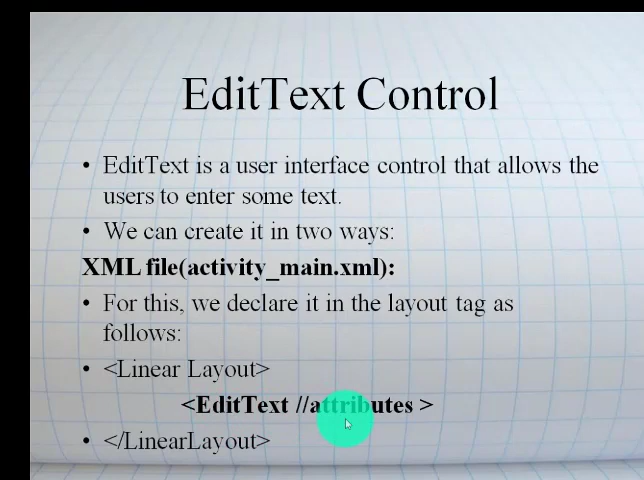 EditText Control
• EditText is a user interface control that allows the
users to enter some text.
• We can create it in two ways:
XML file(activity_main.xml):
• For this, we declare it in the layout tag as
follows:
• <Linear Layout>
<EditText //attributes >
• </LinearLayout>